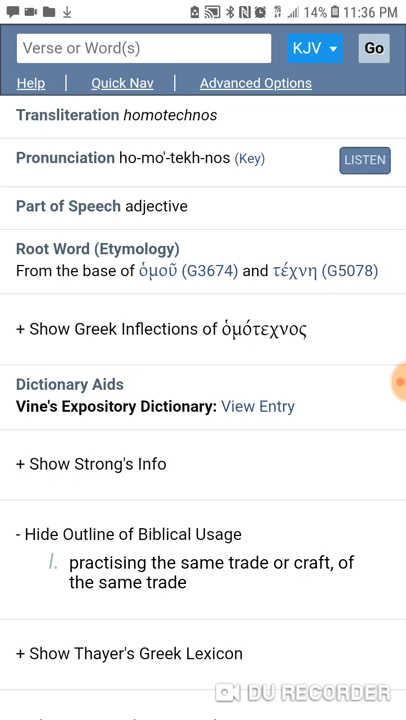 14% 11:36 PM
Verse or Word(s) KJV Go
Help Quick Nav Advanced Options
Transliteration homotechnos
Pronunciation ho-mo'-tekh-nos (Key) LISTEN
Part of Speech adjective
Root Word (Etymology)
From the base of ὁμοῦ (G3674) and τέχνη (G5078)
+ Show Greek Inflections of ὁμότεχνος
Dictionary Aids
Vine's Expository Dictionary: View Entry
+ Show Strong's Info
- Hide Outline of Biblical Usage
I. practising the same trade or craft, of
the same trade
+ Show Thayer's Greek Lexicon
DU RECORDER